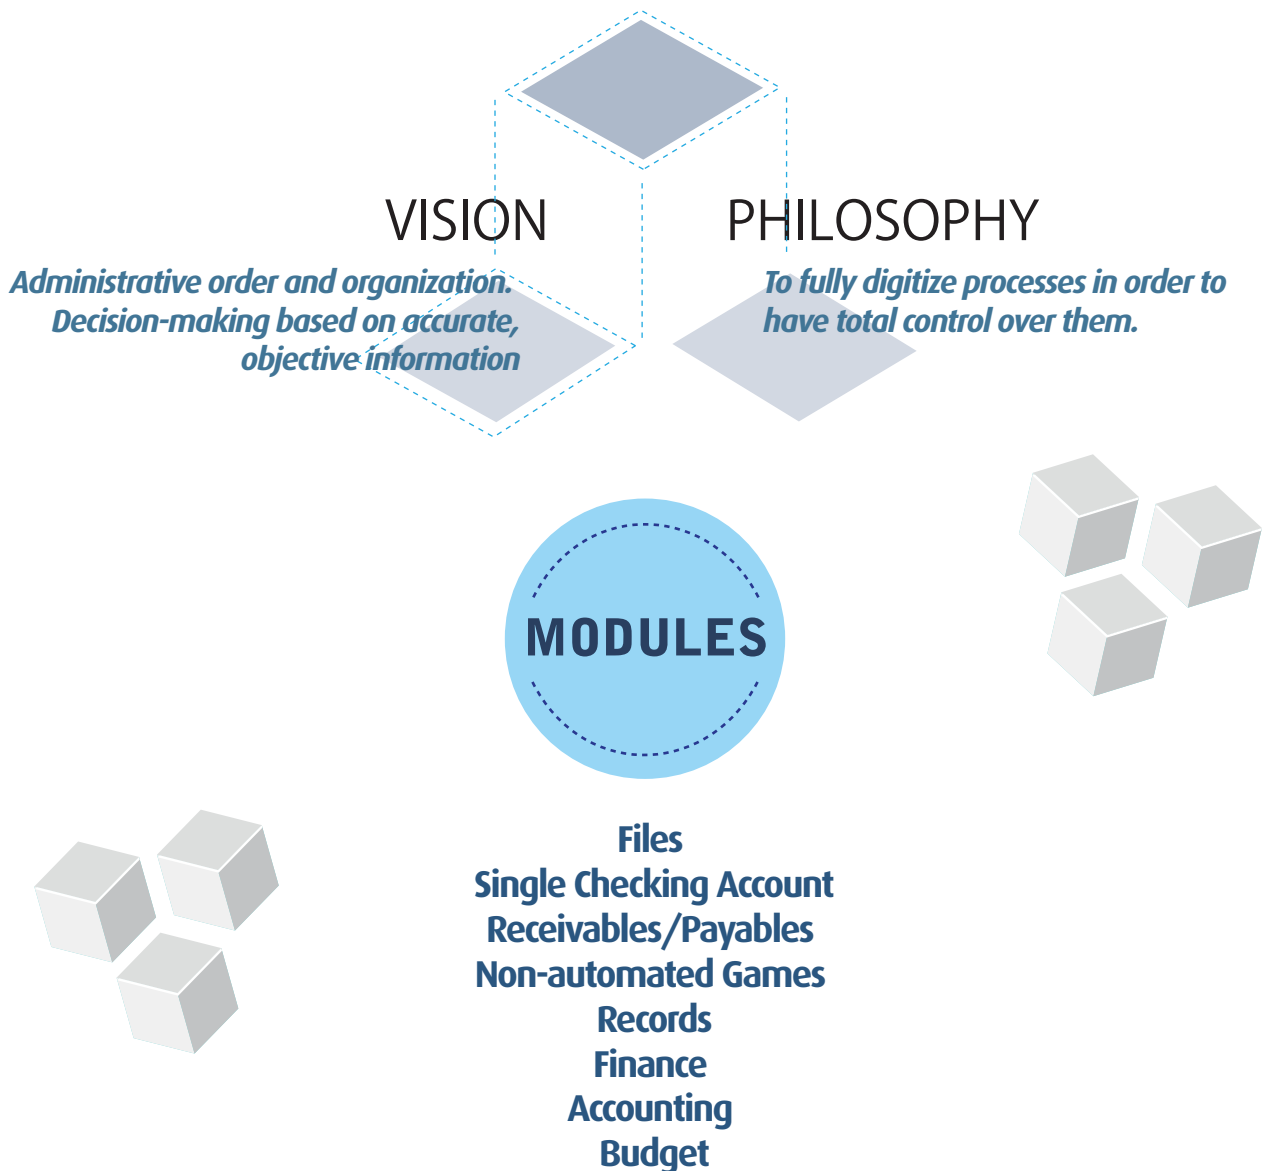 VISION
Administrative order and organization.
Decision-making based on accurate,
objective information
PHILOSOPHY
To fully digitize processes in order to
have total control over them.
MODULES
Files
Single Checking Account
Receivables/Payables
Non-automated Games
Records
Finance
Accounting
Budget